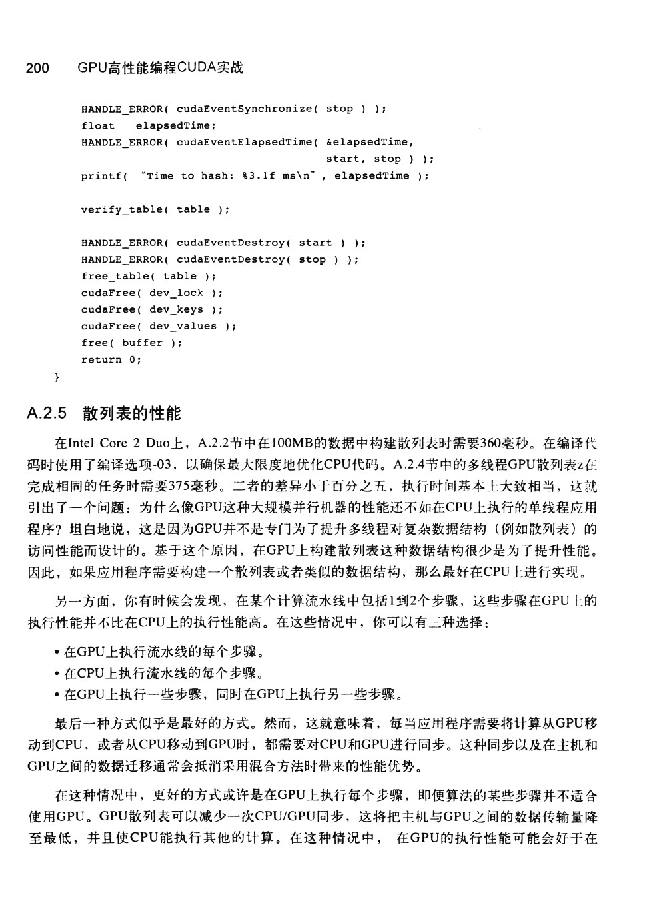 200 GPU高性能编程CUDA实战
HANDLE_ERROR( cudaEventSynchronize( stop ) );
float elapsedTime;
HANDLE_ERROR( cudaEventElapsedTime( &elapsedTime,
start, stop ) );
printf( "Time to hash: %3.1f ms\n", elapsedTime );
verify_table( table );
HANDLE_ERROR( cudaEventDestroy( start ) );
HANDLE_ERROR( cudaEventDestroy( stop ) );
free_table( table );
cudaFree( dev_lock );
cudaFree( dev_keys );
cudaFree( dev_values );
free( buffer );
return 0;
}
A.2.5 散列表的性能
在Intel Core 2 Duo上，A.2.2节中在100MB的数据中构建散列表时需要360毫秒。在编译代
码时使用了编译选项-03，以确保最大限度地优化CPU代码。A.2.4节中的多线程GPU散列表z在
完成相同的任务时需要375毫秒。二者的差异小于百分之五，执行时间基本上大致相当，这就
引出了一个问题：为什么像GPU这种大规模并行机器的性能还不如在CPU上执行的单线程应用
程序？坦白地说，这是因为GPU并不是专门为了提升多线程对复杂数据结构（例如散列表）的
访问性能而设计的。基于这个原因，在GPU上构建散列表这种数据结构很少是为了提升性能。
因此，如果应用程序需要构建一个散列表或者类似的数据结构，那么最好在CPU上进行实现。
另一方面，你有时候会发现，在某个计算流水线中包括1到2个步骤，这些步骤在GPU上的
执行性能并不比在CPU上的执行性能高。在这些情况中，你可以有三种选择：
•在GPU上执行流水线的每个步骤。
•在CPU上执行流水线的每个步骤。
•在GPU上执行一些步骤，同时在GPU上执行另一些步骤。
最后一种方式似乎是最好的方式。然而，这就意味着，每当应用程序需要将计算从GPU移
动到CPU，或者从CPU移动到GPU时，都需要对CPU和GPU进行同步。这种同步以及在主机和
GPU之间的数据迁移通常会抵消采用混合方法时带来的性能优势。
在这种情况中，更好的方式或许是在GPU上执行每个步骤，即便算法的某些步骤并不适合
使用GPU。GPU散列表可以减少一次CPU/GPU同步，这将把主机与GPU之间的数据传输量降
至最低，并且使CPU能执行其他的计算。在这种情况中， 在GPU的执行性能可能会好于在